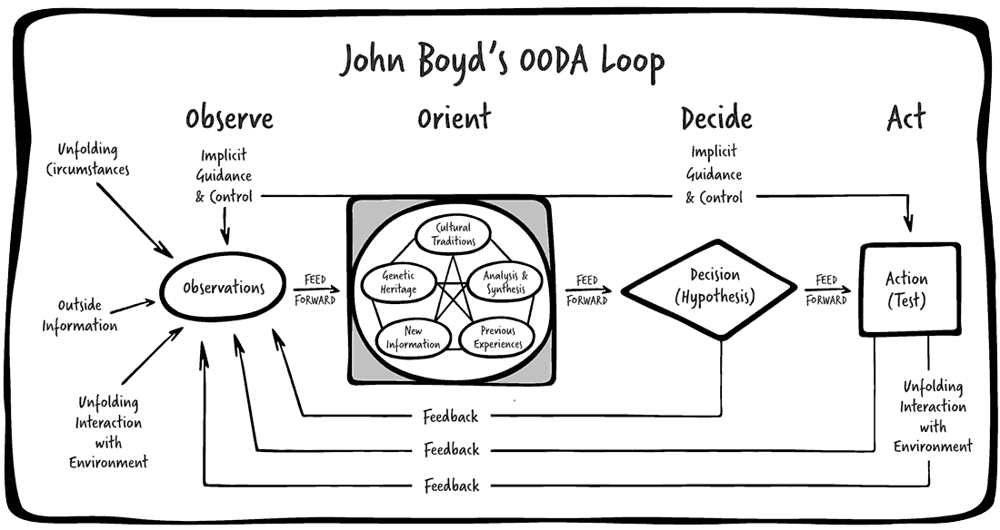 John Boyd's OODA Loop
Observe
Orient
Decide
Act
Unfolding
Circumstances
Implicit
Guidance
& Control
Implicit
Guidance
& Control
Outside
Information
Unfolding
Interaction
with
Environment
Observations
FEED
FORWARD
Cultural
Traditions
Genetic
Heritage
Analysis &
Synthesis
New
Information
Previous
Experiences
FEED
FORWARD
Decision
(Hypothesis)
FEED
FORWARD
Action
(Test)
Unfolding
Interaction
with
Environment
Feedback
Feedback
Feedback